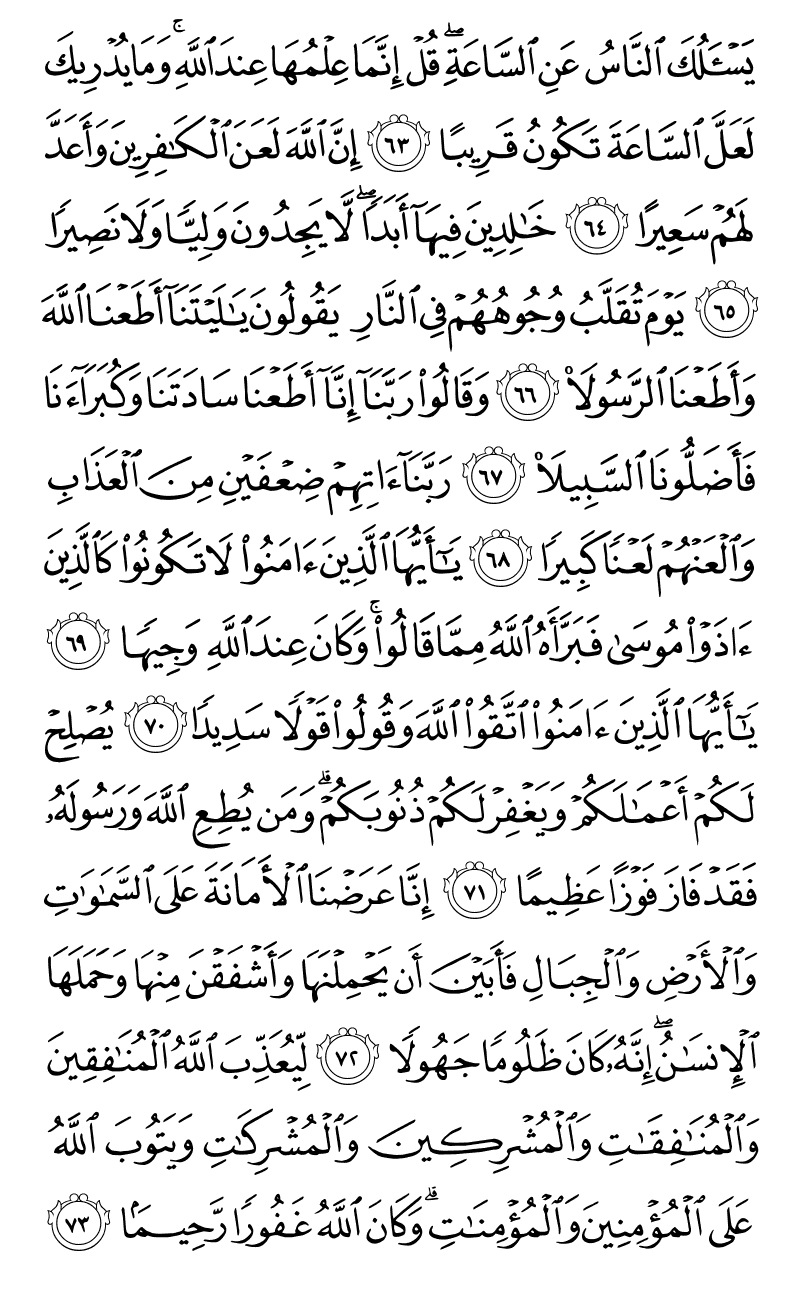 يَسْـَٔلُكَ ٱلنَّاسُ عَنِ ٱلسَّاعَةِۖ قُلْ إِنَّمَا عِلْمُهَا عِندَ ٱللَّهِۚ وَمَا يُدْرِيكَ
لَعَلَّ ٱلسَّاعَةَ تَكُونُ قَرِيبًا ٦٣ إِنَّ ٱللَّهَ لَعَنَ ٱلْكَـٰفِرِينَ وَأَعَدَّ
لَهُمْ سَعِيرًا ٦٤ خَـٰلِدِينَ فِيهَآ أَبَدًاۖ لَّا يَجِدُونَ وَلِيًّا وَلَا نَصِيرًا
٦٥ يَوْمَ تُقَلَّبُ وُجُوهُهُمْ فِى ٱلنَّارِ يَقُولُونَ يَـٰلَيْتَنَآ أَطَعْنَا ٱللَّهَ
وَأَطَعْنَا ٱلرَّسُولَا۠ ٦٦ وَقَالُوا۟ رَبَّنَآ إِنَّآ أَطَعْنَا سَادَتَنَا وَكُبَرَآءَنَا
فَأَضَلُّونَا ٱلسَّبِيلَا۠ ٦٧ رَبَّنَآ ءَاتِهِمْ ضِعْفَيْنِ مِنَ ٱلْعَذَابِ
وَٱلْعَنْهُمْ لَعْنًا كَبِيرًا ٦٨ يَـٰٓأَيُّهَا ٱلَّذِينَ ءَامَنُوا۟ لَا تَكُونُوا۟ كَٱلَّذِينَ
ءَاذَوْا۟ مُوسَىٰ فَبَرَّأَهُ ٱللَّهُ مِمَّا قَالُوا۟ۚ وَكَانَ عِندَ ٱللَّهِ وَجِيهًا ٦٩
يَـٰٓأَيُّهَا ٱلَّذِينَ ءَامَنُوا۟ ٱتَّقُوا۟ ٱللَّهَ وَقُولُوا۟ قَوْلًا سَدِيدًا ٧٠ يُصْلِحْ
لَكُمْ أَعْمَـٰلَكُمْ وَيَغْفِرْ لَكُمْ ذُنُوبَكُمْۗ وَمَن يُطِعِ ٱللَّهَ وَرَسُولَهُۥ
فَقَدْ فَازَ فَوْزًا عَظِيمًا ٧١ إِنَّا عَرَضْنَا ٱلْأَمَانَةَ عَلَى ٱلسَّمَـٰوَٰتِ
وَٱلْأَرْضِ وَٱلْجِبَالِ فَأَبَيْنَ أَن يَحْمِلْنَهَا وَأَشْفَقْنَ مِنْهَا وَحَمَلَهَا
ٱلْإِنسَـٰنُۖ إِنَّهُۥ كَانَ ظَلُومًا جَهُولًا ٧٢ لِّيُعَذِّبَ ٱللَّهُ ٱلْمُنَـٰفِقِينَ
وَٱلْمُنَـٰفِقَـٰتِ وَٱلْمُشْرِكِينَ وَٱلْمُشْرِكَـٰتِ وَيَتُوبَ ٱللَّهُ
عَلَى ٱلْمُؤْمِنِينَ وَٱلْمُؤْمِنَـٰتِۗ وَكَانَ ٱللَّهُ غَفُورًا رَّحِيمًۢا ٧٣